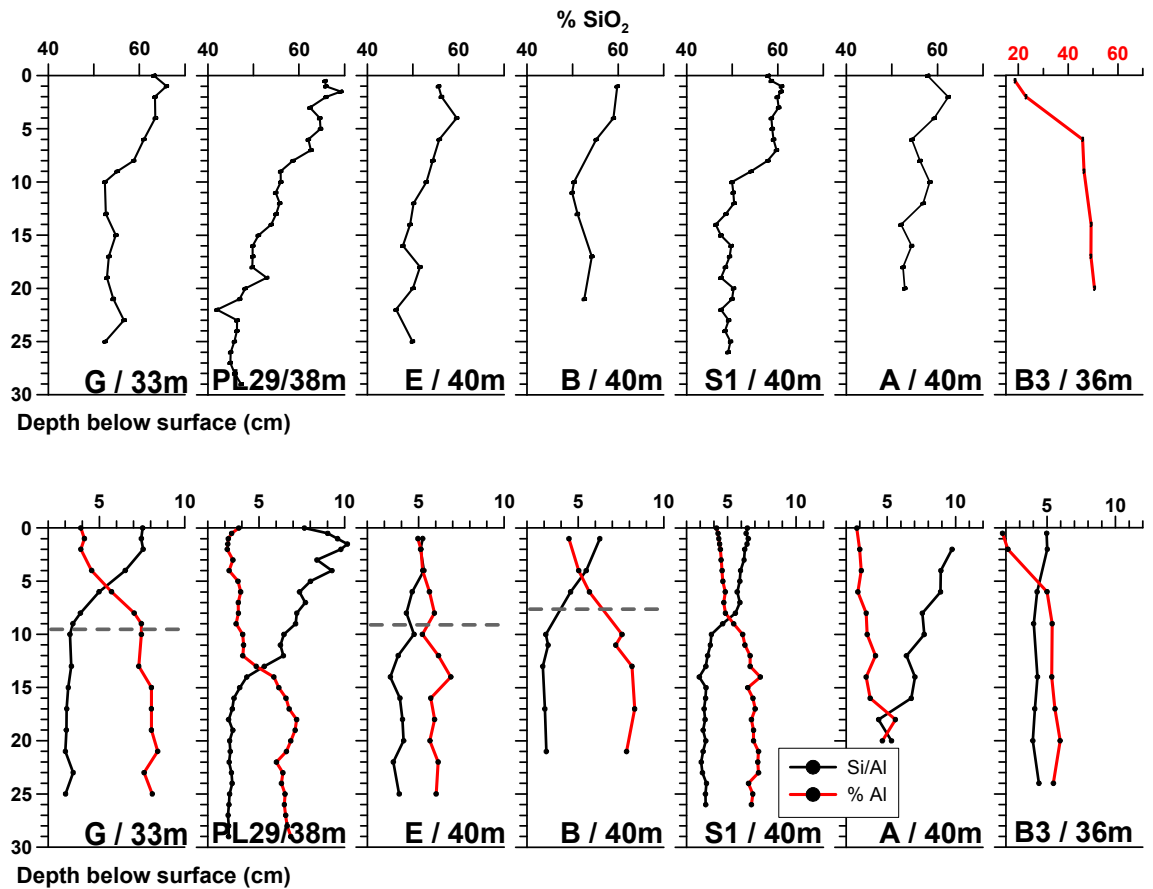 % SiO2
40 60 40 60 40 60 40 60 40 60 40 60 20 40 60
0
5
10
15
20
25
30
G / 33m PL29/38m E / 40m B / 40m S1 / 40m A / 40m B3 / 36m
Depth below surface (cm)
5 10 5 10 5 10 5 10 5 10 5 10 5 10
0
5
10
15
20
25
30
Si/Al
% Al
G / 33m PL29/38m E / 40m B / 40m S1 / 40m A / 40m B3 / 36m
Depth below surface (cm)